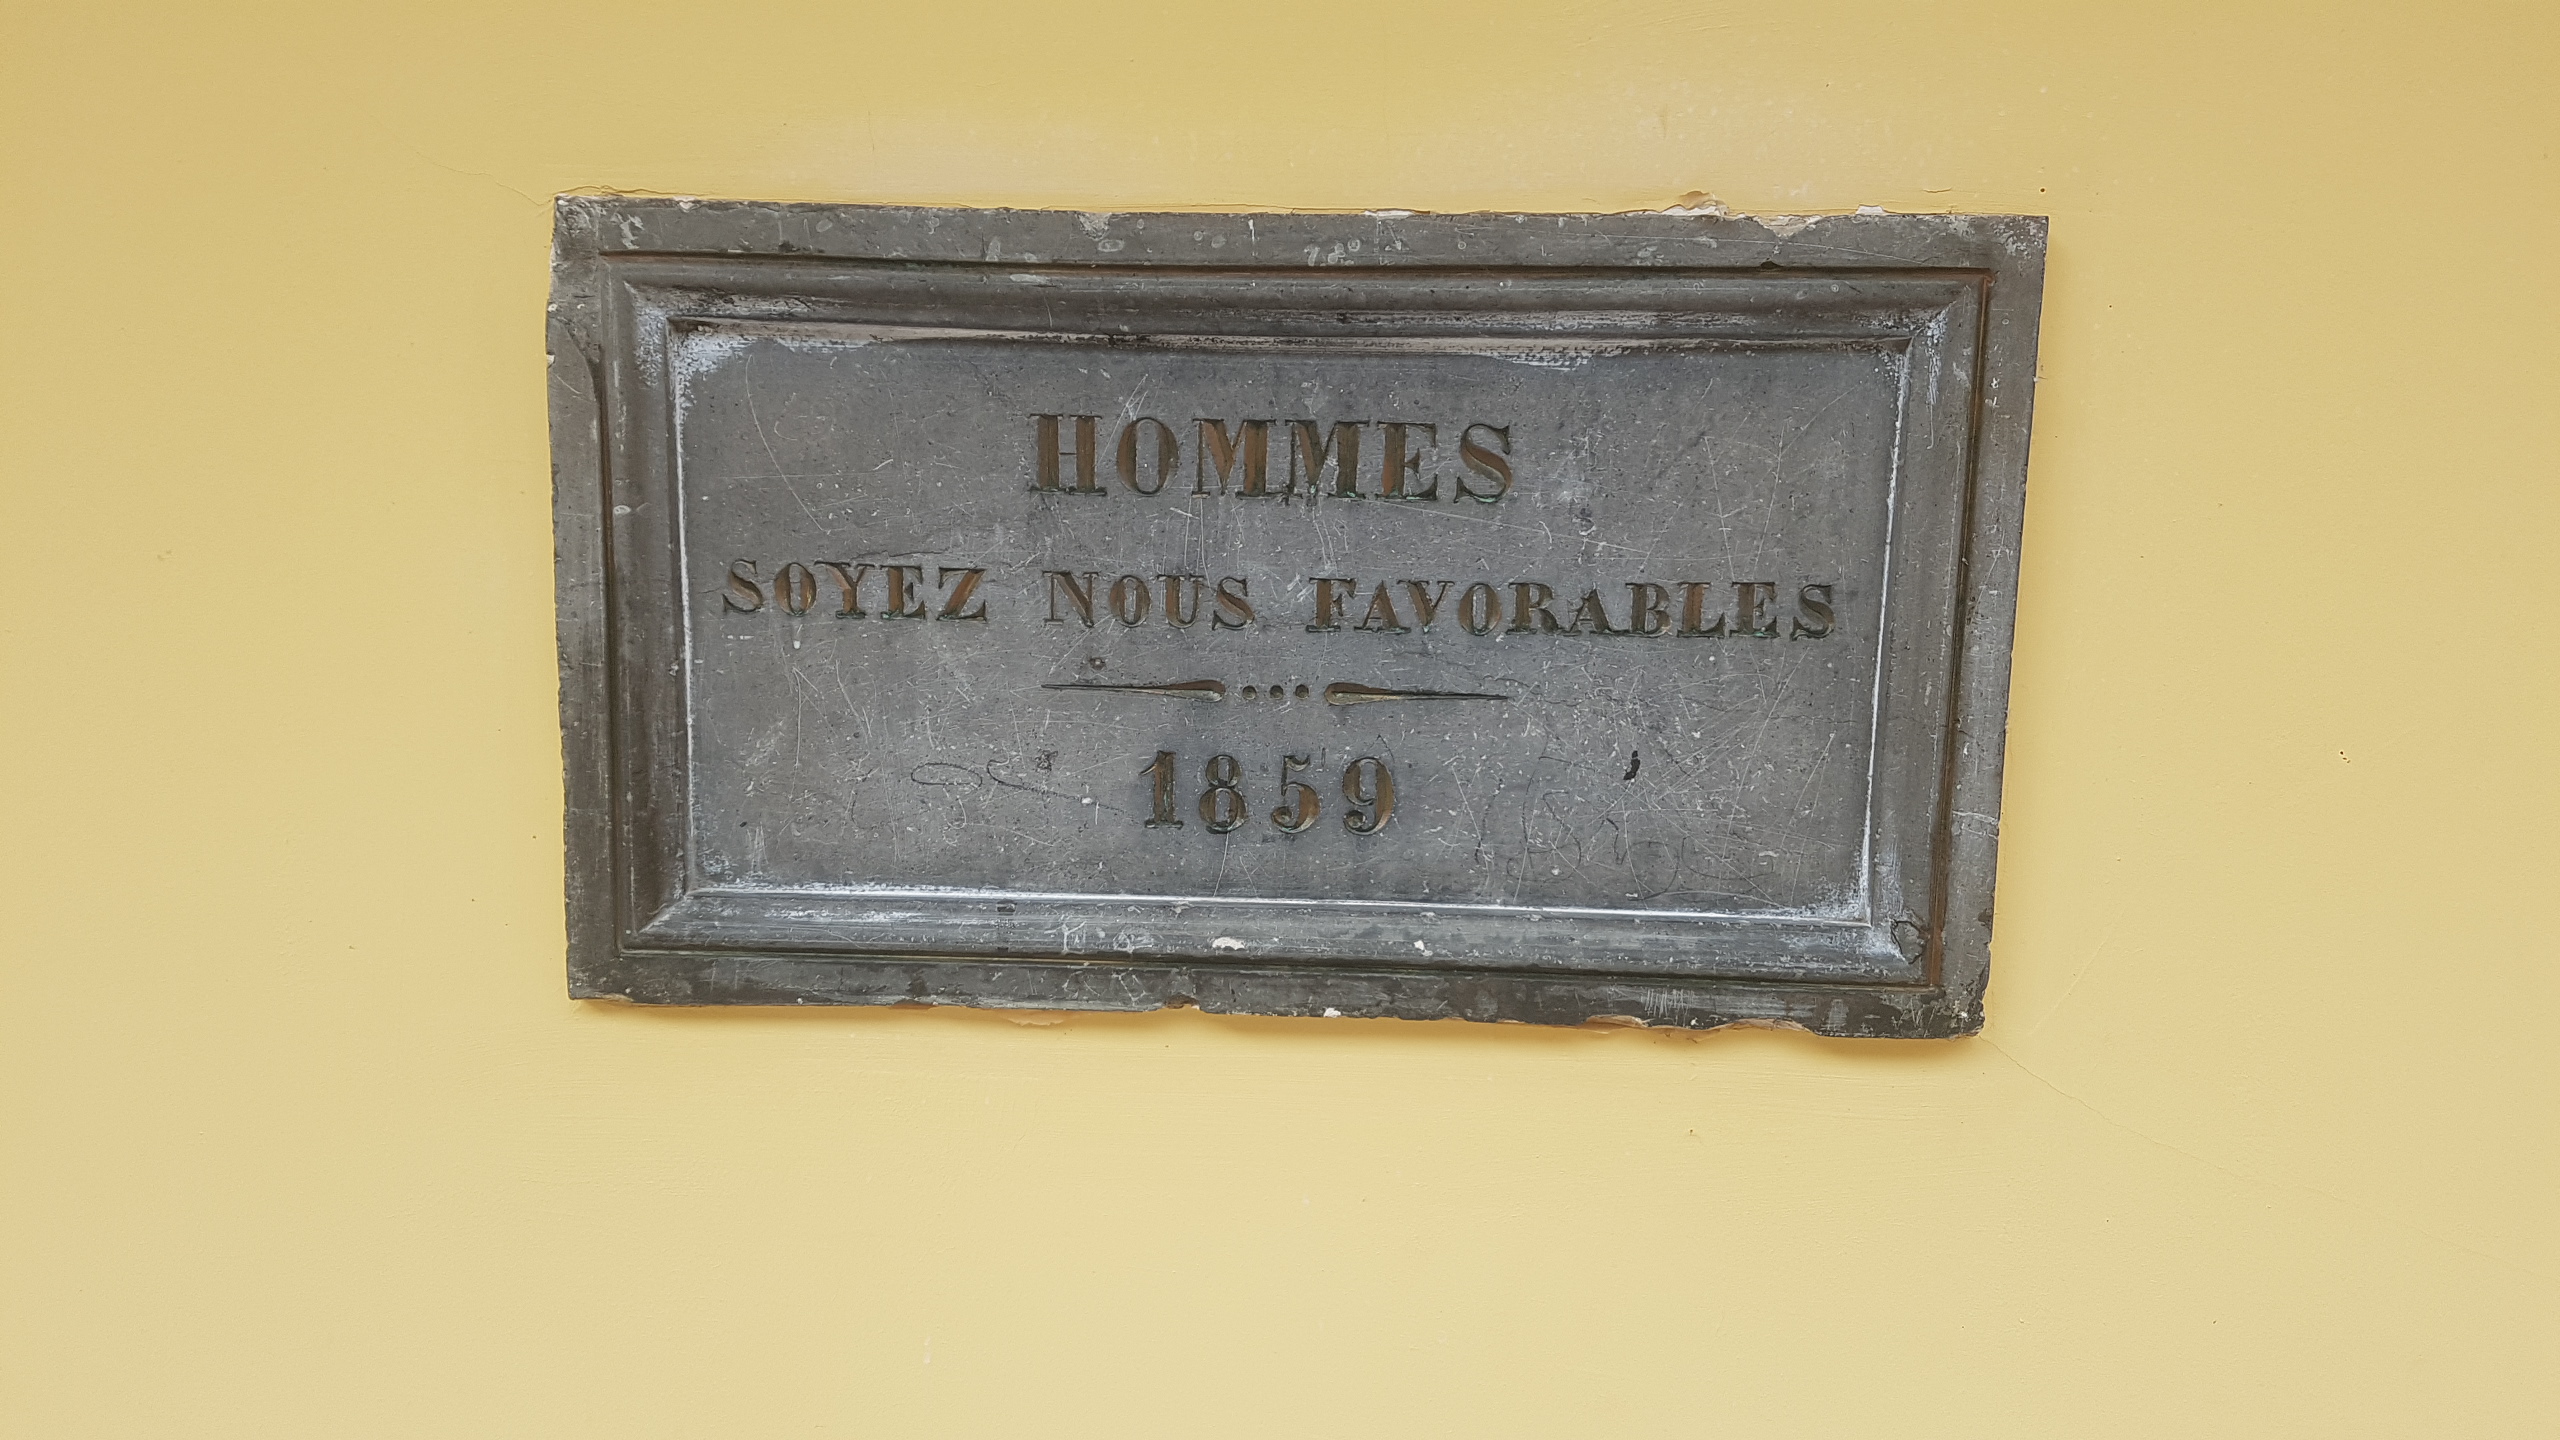 HOMMES
SOYEZ NOUS FAVORABLES
1859